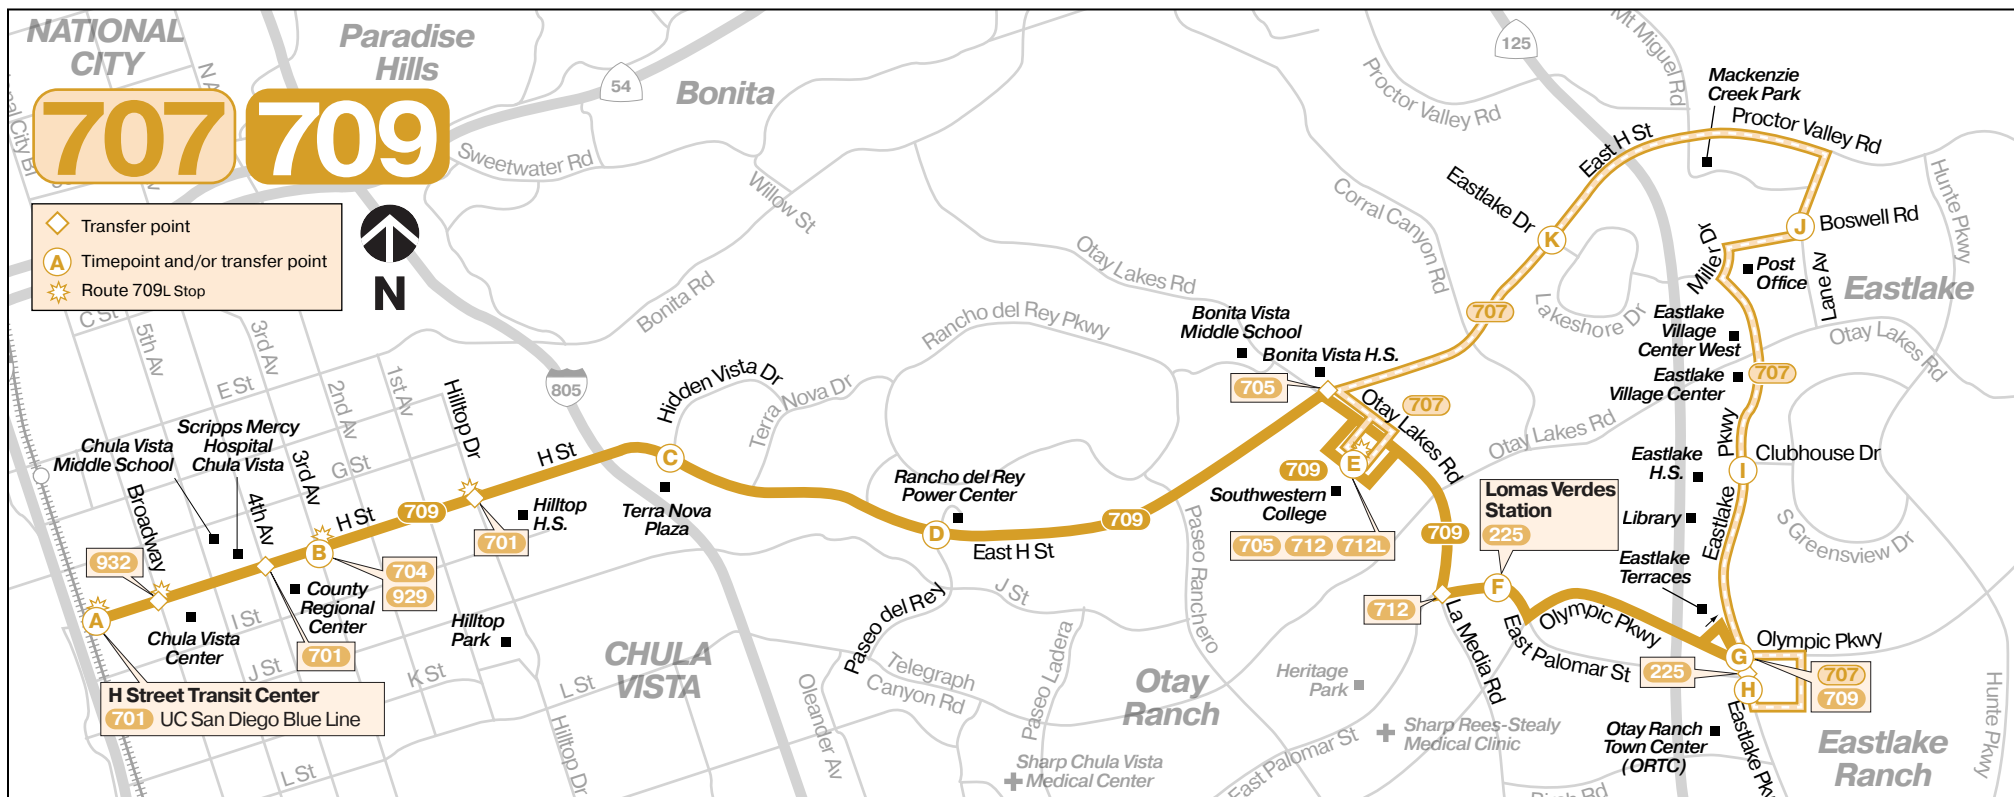 NATIONAL
CITY
Paradise
Hills
Bonita
707
709
54
125
805
Transfer point
A
Timepoint and/or transfer point
Route 709L Stop
N
Sweetwater Rd
Willow St
Bonita Rd
Proctor Valley Rd
Mt Miguel Rd
Mackenzie
Creek Park
Proctor Valley Rd
East H St
Eastlake Dr
K
Corral Canyon Rd
Otay Lakes Rd
Hunte Pkwy
J
Boswell Rd
Miller Dr
Post
Office
Lane Av
Eastlake
Lakeshore Dr
707
Eastlake
Village
Center West
Eastlake
Village Center
707
Otay Lakes Rd
Rancho del Rey Pkwy
Bonita Vista
Middle School
Bonita Vista H.S.
705
Otay Lakes Rd
707
Otay Lakes Rd
C St
5th Av
3rd Av
E St
2nd Av
1st Av
Hilltop Dr
Hidden Vista Dr
Terra Nova Dr
Scripps Mercy
Hospital
Chula Vista
Chula Vista
Middle School
Broadway
4th Av
3rd Av
G St
H St
H St
709
C
Terra Nova
Plaza
Hilltop
H.S.
701
B
704
929
932
A
Chula Vista
Center
County
Regional
Center
701
I St
J St
K St
L St
L St
Hilltop
Park
Hilltop Dr
H Street Transit Center
701 UC San Diego Blue Line
CHULA
VISTA
Rancho del Rey
Power Center
D
East H St
709
Paseo del Rey
J St
Telegraph
Canyon Rd
Oleander Av
Paseo Ladera
Paseo Ranchero
Sharp Chula Vista
Medical Center
709
E
Southwestern
College
705
712
712L
709
Lomas Verdes
Station
225
F
712
La Media Rd
Olympic Pkwy
East Palomar St
Otay
Ranch
Heritage
Park
Sharp Rees-Stealy
Medical Clinic
East Palomar St
Birch Rd
Eastlake
H.S.
Library
Eastlake
Terraces
Eastlake
Pkwy
I
Clubhouse Dr
S Greensview Dr
G
Olympic Pkwy
225
H
707
709
Otay Ranch
Town Center
(ORTC)
Eastlake Pkwy
Eastlake
Ranch
Hunte Pkwy